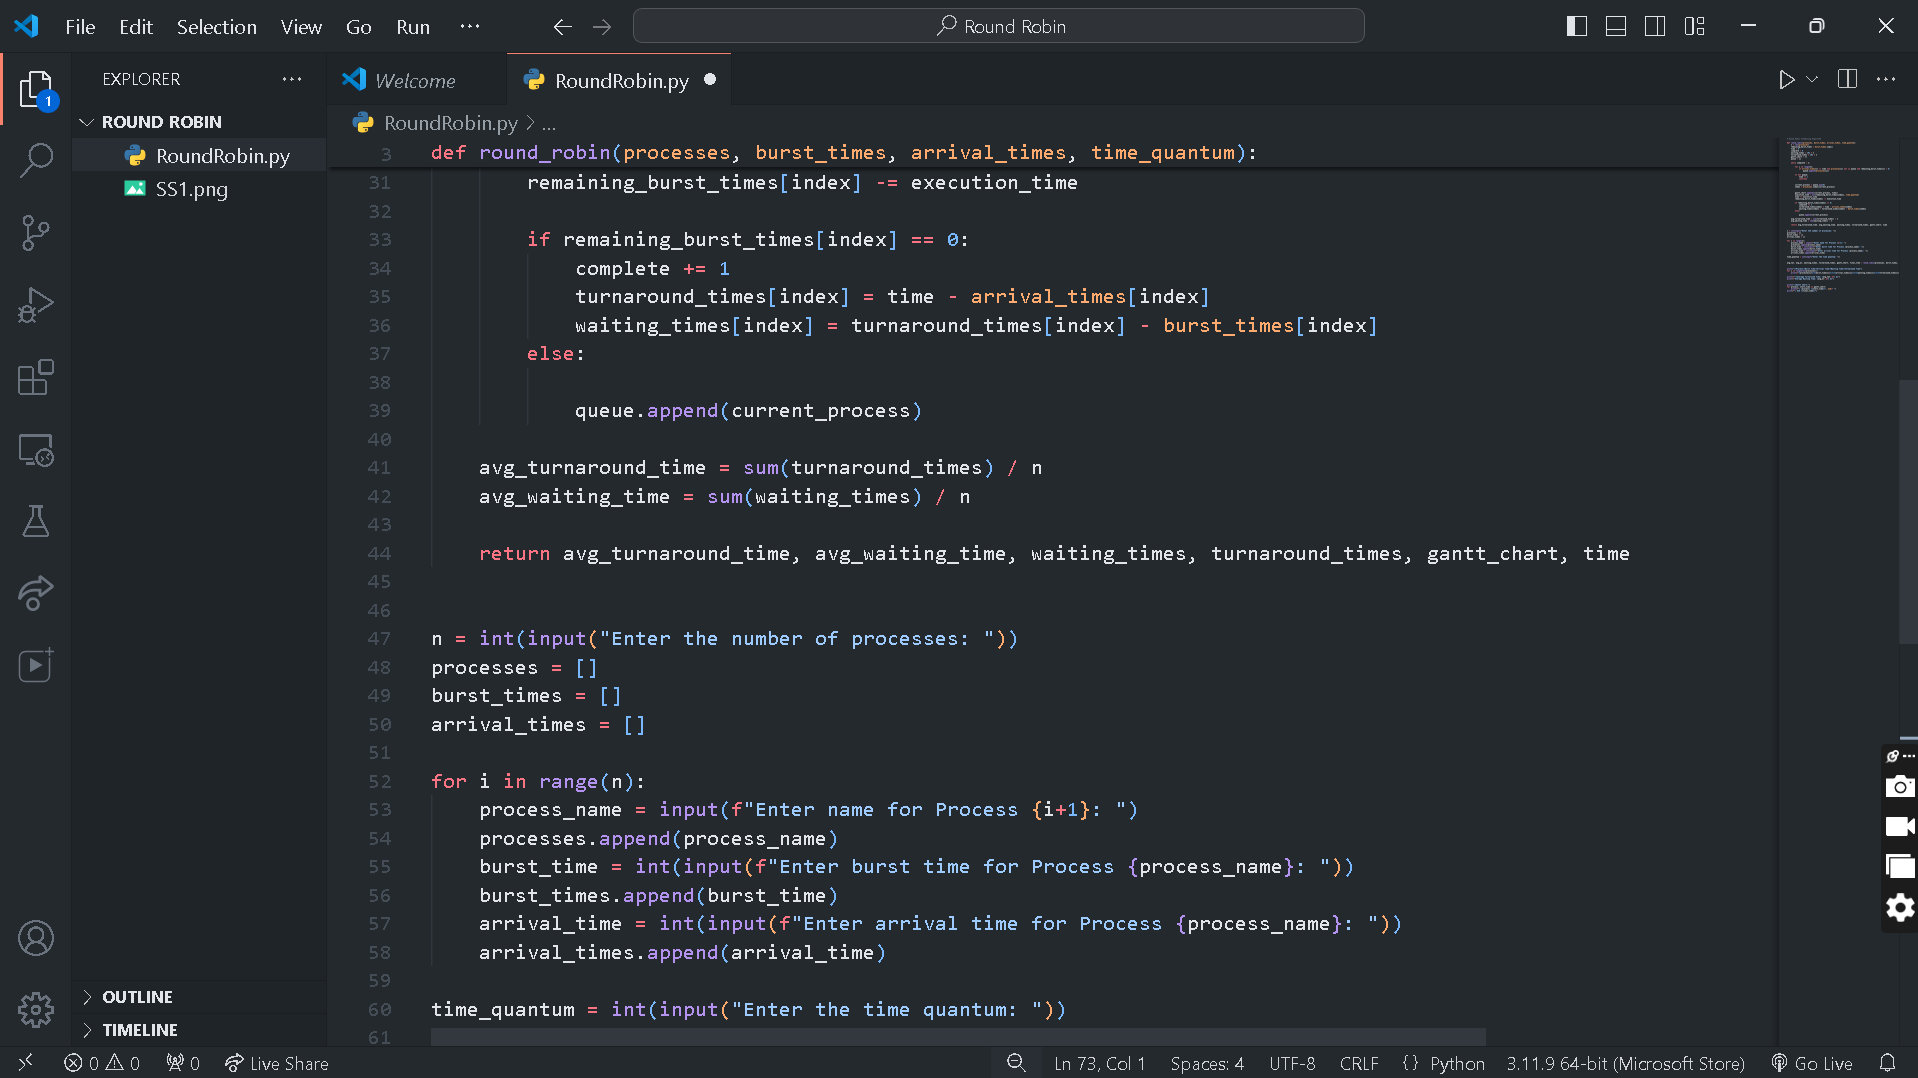 File Edit Selection View Go Run ··· Round Robin
EXPLORER ···
1
ROUND ROBIN
RoundRobin.py
SS1.png
Welcome RoundRobin.py
RoundRobin.py > ...
3 def round_robin(processes, burst_times, arrival_times, time_quantum):
31 remaining_burst_times[index] -= execution_time
32
33 if remaining_burst_times[index] == 0:
34 complete += 1
35 turnaround_times[index] = time - arrival_times[index]
36 waiting_times[index] = turnaround_times[index] - burst_times[index]
37 else:
38
39 queue.append(current_process)
40
41 avg_turnaround_time = sum(turnaround_times) / n
42 avg_waiting_time = sum(waiting_times) / n
43
44 return avg_turnaround_time, avg_waiting_time, waiting_times, turnaround_times, gantt_chart, time
45
46
47 n = int(input("Enter the number of processes: "))
48 processes = []
49 burst_times = []
50 arrival_times = []
51
52 for i in range(n):
53 process_name = input(f"Enter name for Process {i+1}: ")
54 processes.append(process_name)
55 burst_time = int(input(f"Enter burst time for Process {process_name}: "))
56 burst_times.append(burst_time)
57 arrival_time = int(input(f"Enter arrival time for Process {process_name}: "))
58 arrival_times.append(arrival_time)
59
60 time_quantum = int(input("Enter the time quantum: "))
61
OUTLINE
TIMELINE
0 0 0 Live Share Ln 73, Col 1 Spaces: 4 UTF-8 CRLF {} Python 3.11.9 64-bit (Microsoft Store) Go Live